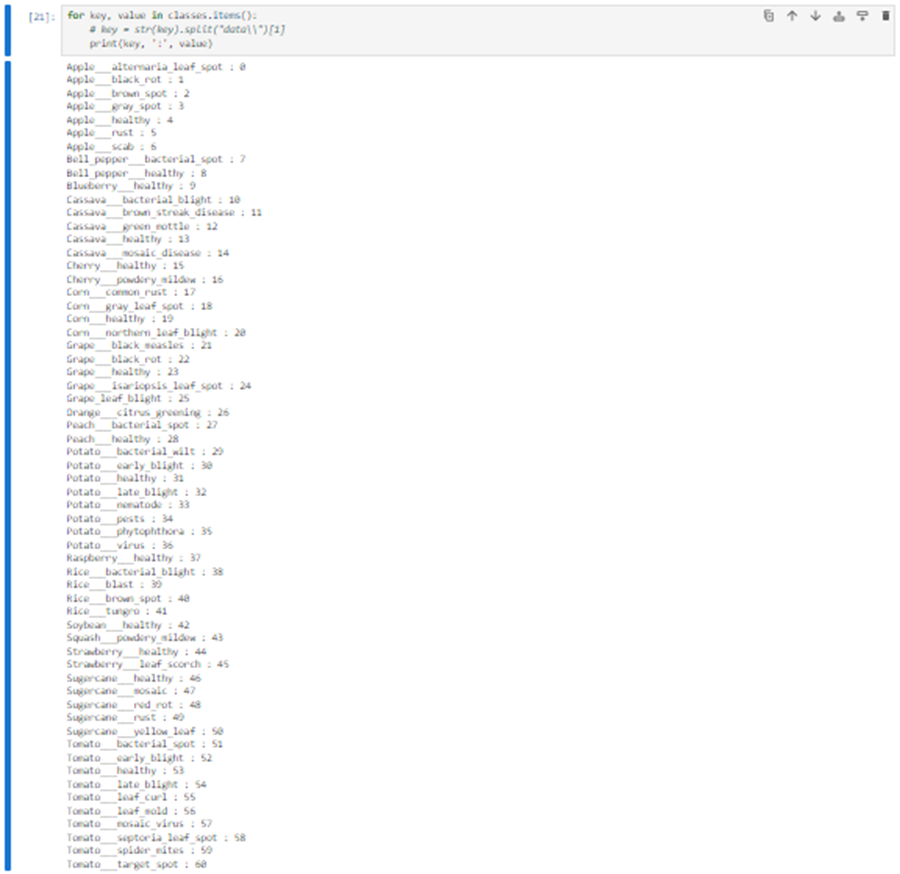 [21]: for key, value in classes.items():
# key = str(key).split("data\\")[1]
print(key, ':', value)
Apple___alternaria_leaf_spot : 0
Apple___black_rot : 1
Apple___brown_spot : 2
Apple___gray_spot : 3
Apple___healthy : 4
Apple___rust : 5
Apple___scab : 6
Bell_pepper___bacterial_spot : 7
Bell_pepper___healthy : 8
Blueberry___healthy : 9
Cassava___bacterial_blight : 10
Cassava___brown_streak_disease : 11
Cassava___green_mottle : 12
Cassava___healthy : 13
Cassava___mosaic_disease : 14
Cherry___healthy : 15
Cherry___powdery_mildew : 16
Corn___common_rust : 17
Corn___gray_leaf_spot : 18
Corn___healthy : 19
Corn___northern_leaf_blight : 20
Grape___black_measles : 21
Grape___black_rot : 22
Grape___healthy : 23
Grape___isariopsis_leaf_spot : 24
Grape_leaf_blight : 25
Orange___citrus_greening : 26
Peach___bacterial_spot : 27
Peach___healthy : 28
Potato___bacterial_wilt : 29
Potato___early_blight : 30
Potato___healthy : 31
Potato___late_blight : 32
Potato___nematode : 33
Potato___pests : 34
Potato___phytophthora : 35
Potato___virus : 36
Raspberry___healthy : 37
Rice___bacterial_blight : 38
Rice___blast : 39
Rice___brown_spot : 40
Rice___tungro : 41
Soybean___healthy : 42
Squash___powdery_mildew : 43
Strawberry___healthy : 44
Strawberry___leaf_scorch : 45
Sugercane___healthy : 46
Sugercane___mosaic : 47
Sugercane___red_rot : 48
Sugercane___rust : 49
Sugercane___yellow_leaf : 50
Tomato___bacterial_spot : 51
Tomato___early_blight : 52
Tomato___healthy : 53
Tomato___late_blight : 54
Tomato___leaf_curl : 55
Tomato___leaf_mold : 56
Tomato___mosaic_virus : 57
Tomato___septoria_leaf_spot : 58
Tomato___spider_mites : 59
Tomato___target_spot : 60